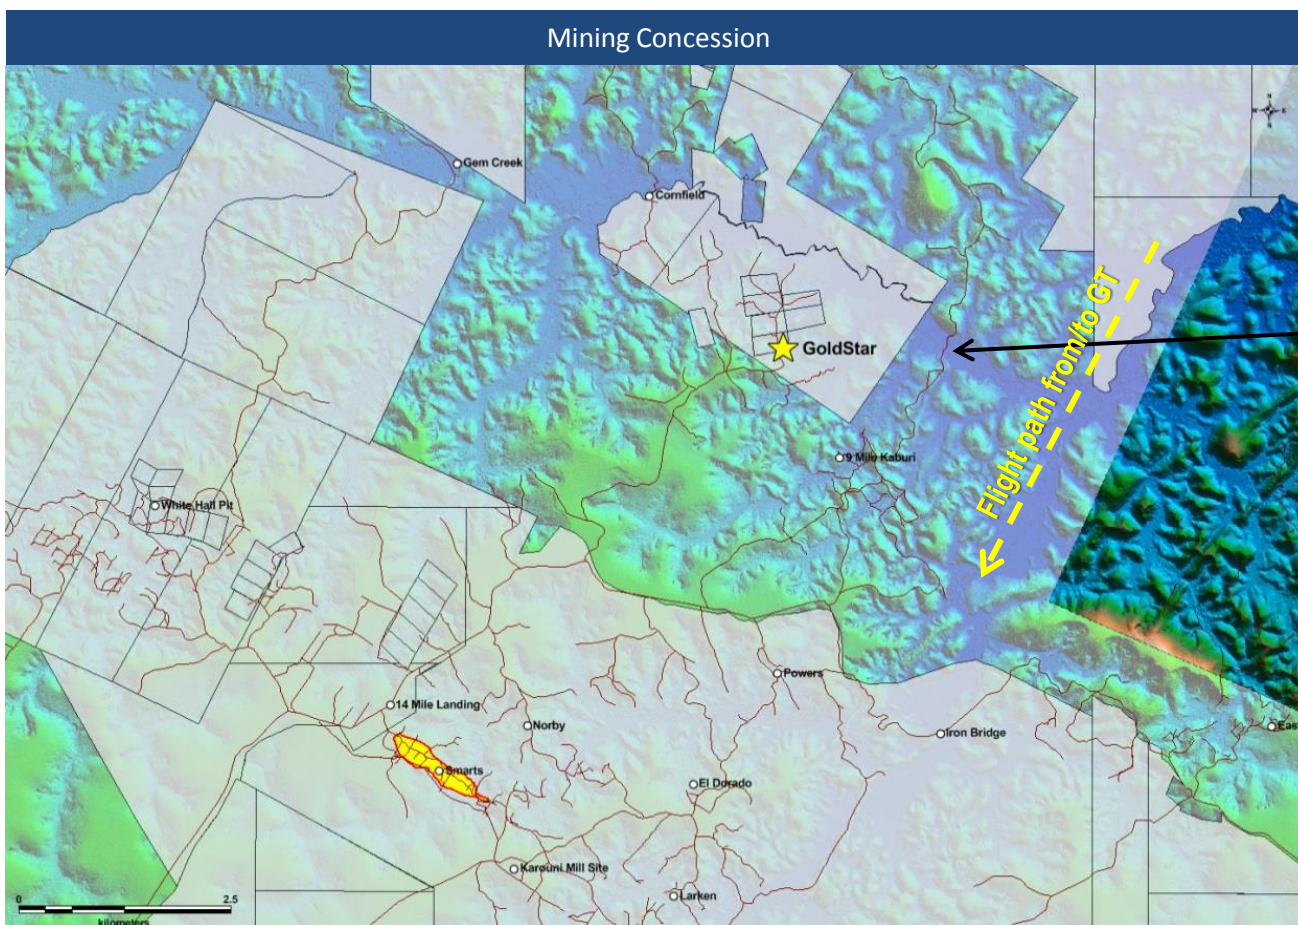 Mining Concession
N
W E
S
Gem Creek
Cornfield
GoldStar
Flight path from/to GT
9 Mile Kaburi
White Hall Pit
Powers
14 Mile Landing
Norby
Iron Bridge
East
Smarts
El Dorado
Karouni Mill Site
Larken
0 2.5
kilometers